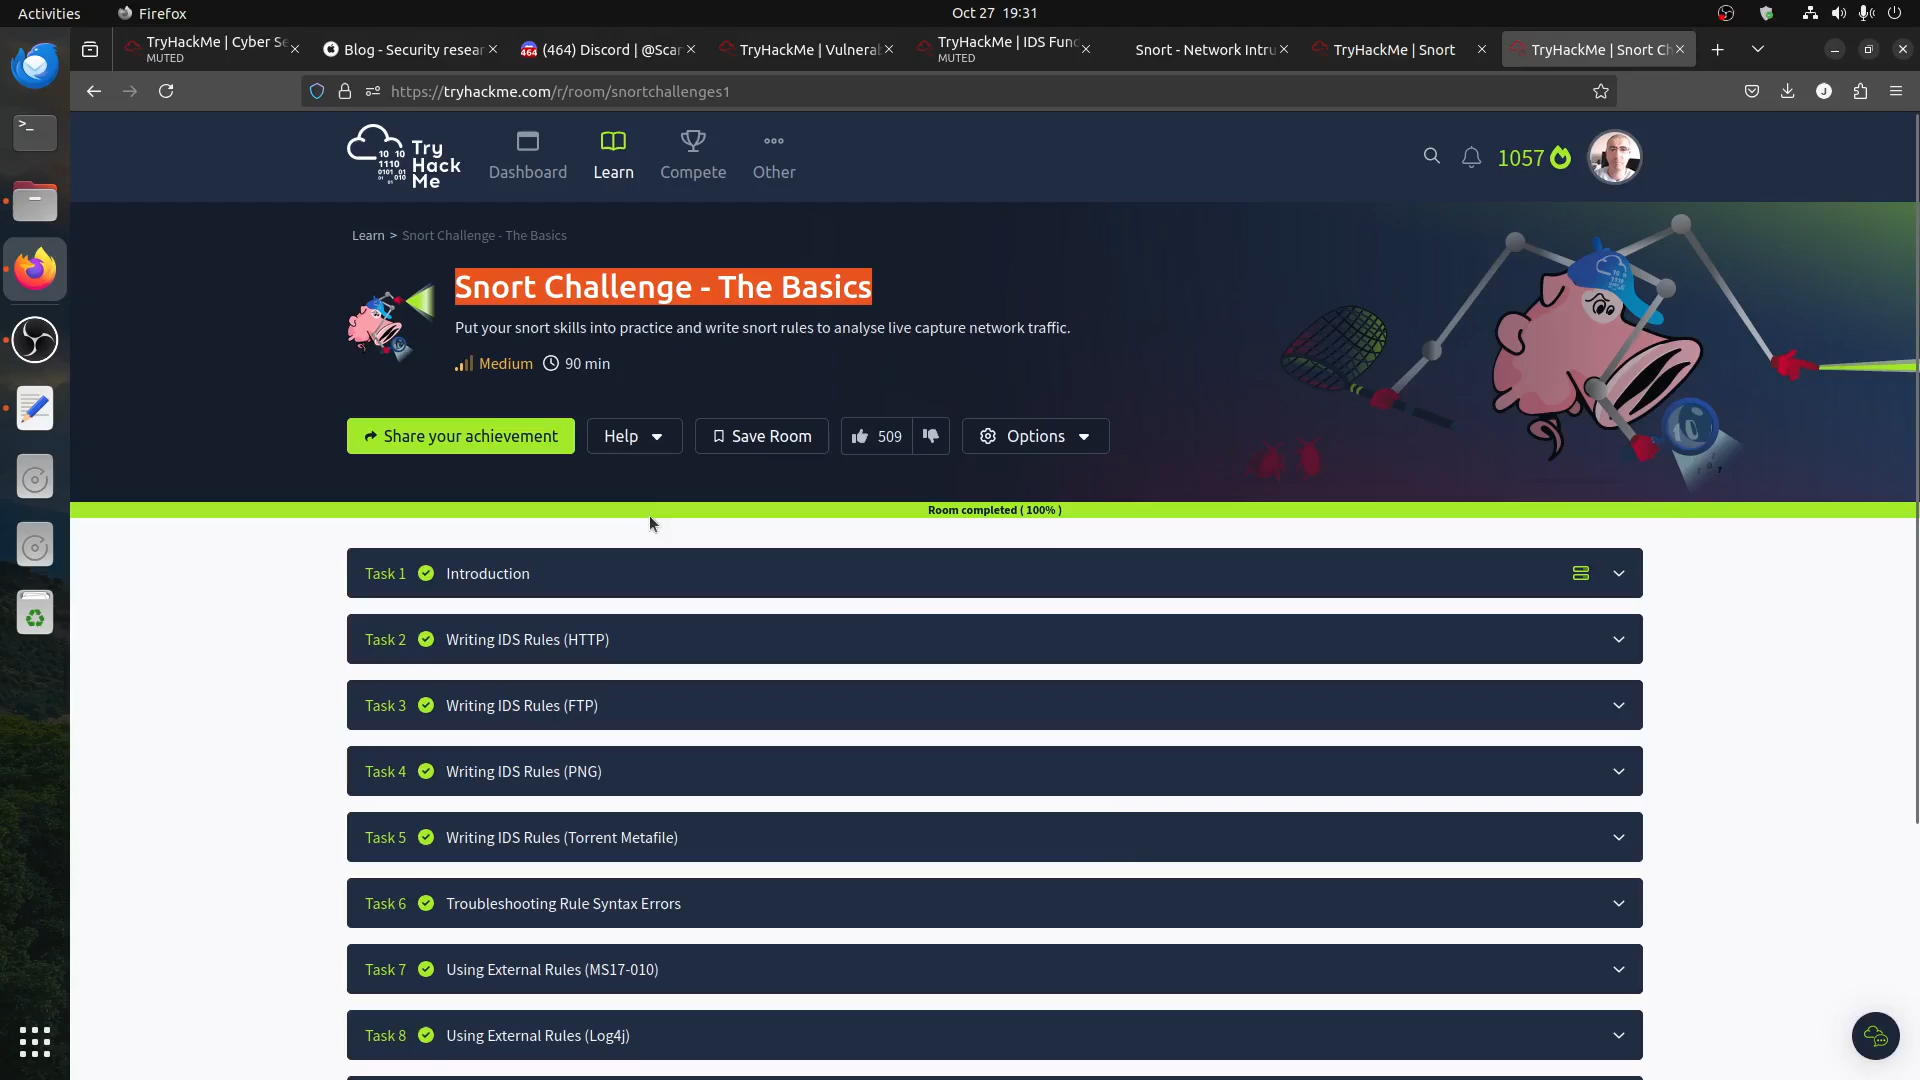 Activities
Firefox
Oct 27 19:31
TryHackMe | Cyber Se
MUTED
Blog - Security resear
(464) Discord | @Scar
TryHackMe | Vulnera
TryHackMe | IDS Fun
MUTED
Snort - Network Intru
TryHackMe | Snort
TryHackMe | Snort Ch
https://tryhackme.com/r/room/snortchallenges1
Try
Hack
Me
Dashboard
Learn
Compete
Other
1057
Learn > Snort Challenge - The Basics
Snort Challenge - The Basics
Put your snort skills into practice and write snort rules to analyse live capture network traffic.
Medium
90 min
Share your achievement
Help
Save Room
509
Options
Room completed ( 100% )
Task 1 Introduction
Task 2 Writing IDS Rules (HTTP)
Task 3 Writing IDS Rules (FTP)
Task 4 Writing IDS Rules (PNG)
Task 5 Writing IDS Rules (Torrent Metafile)
Task 6 Troubleshooting Rule Syntax Errors
Task 7 Using External Rules (MS17-010)
Task 8 Using External Rules (Log4j)